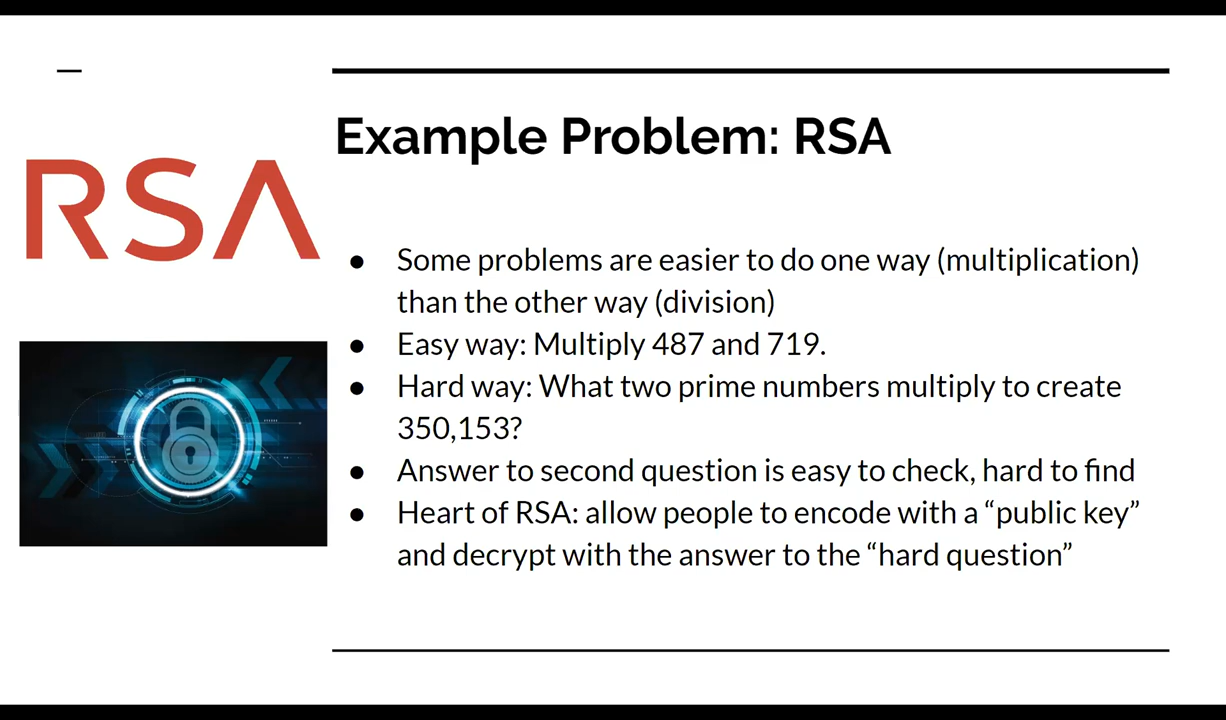 Example Problem: RSA
RSA
● Some problems are easier to do one way (multiplication)
than the other way (division)
● Easy way: Multiply 487 and 719.
● Hard way: What two prime numbers multiply to create
350,153?
● Answer to second question is easy to check, hard to find
● Heart of RSA: allow people to encode with a “public key”
and decrypt with the answer to the “hard question”